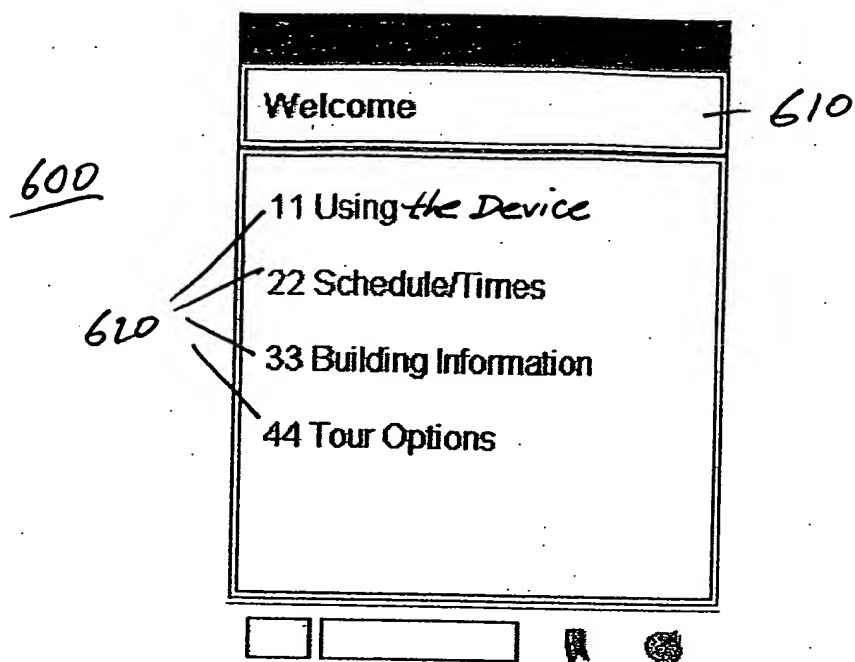 Welcome
610
600
11 Using the Device
22 Schedule/Times
620
33 Building Information
44 Tour Options